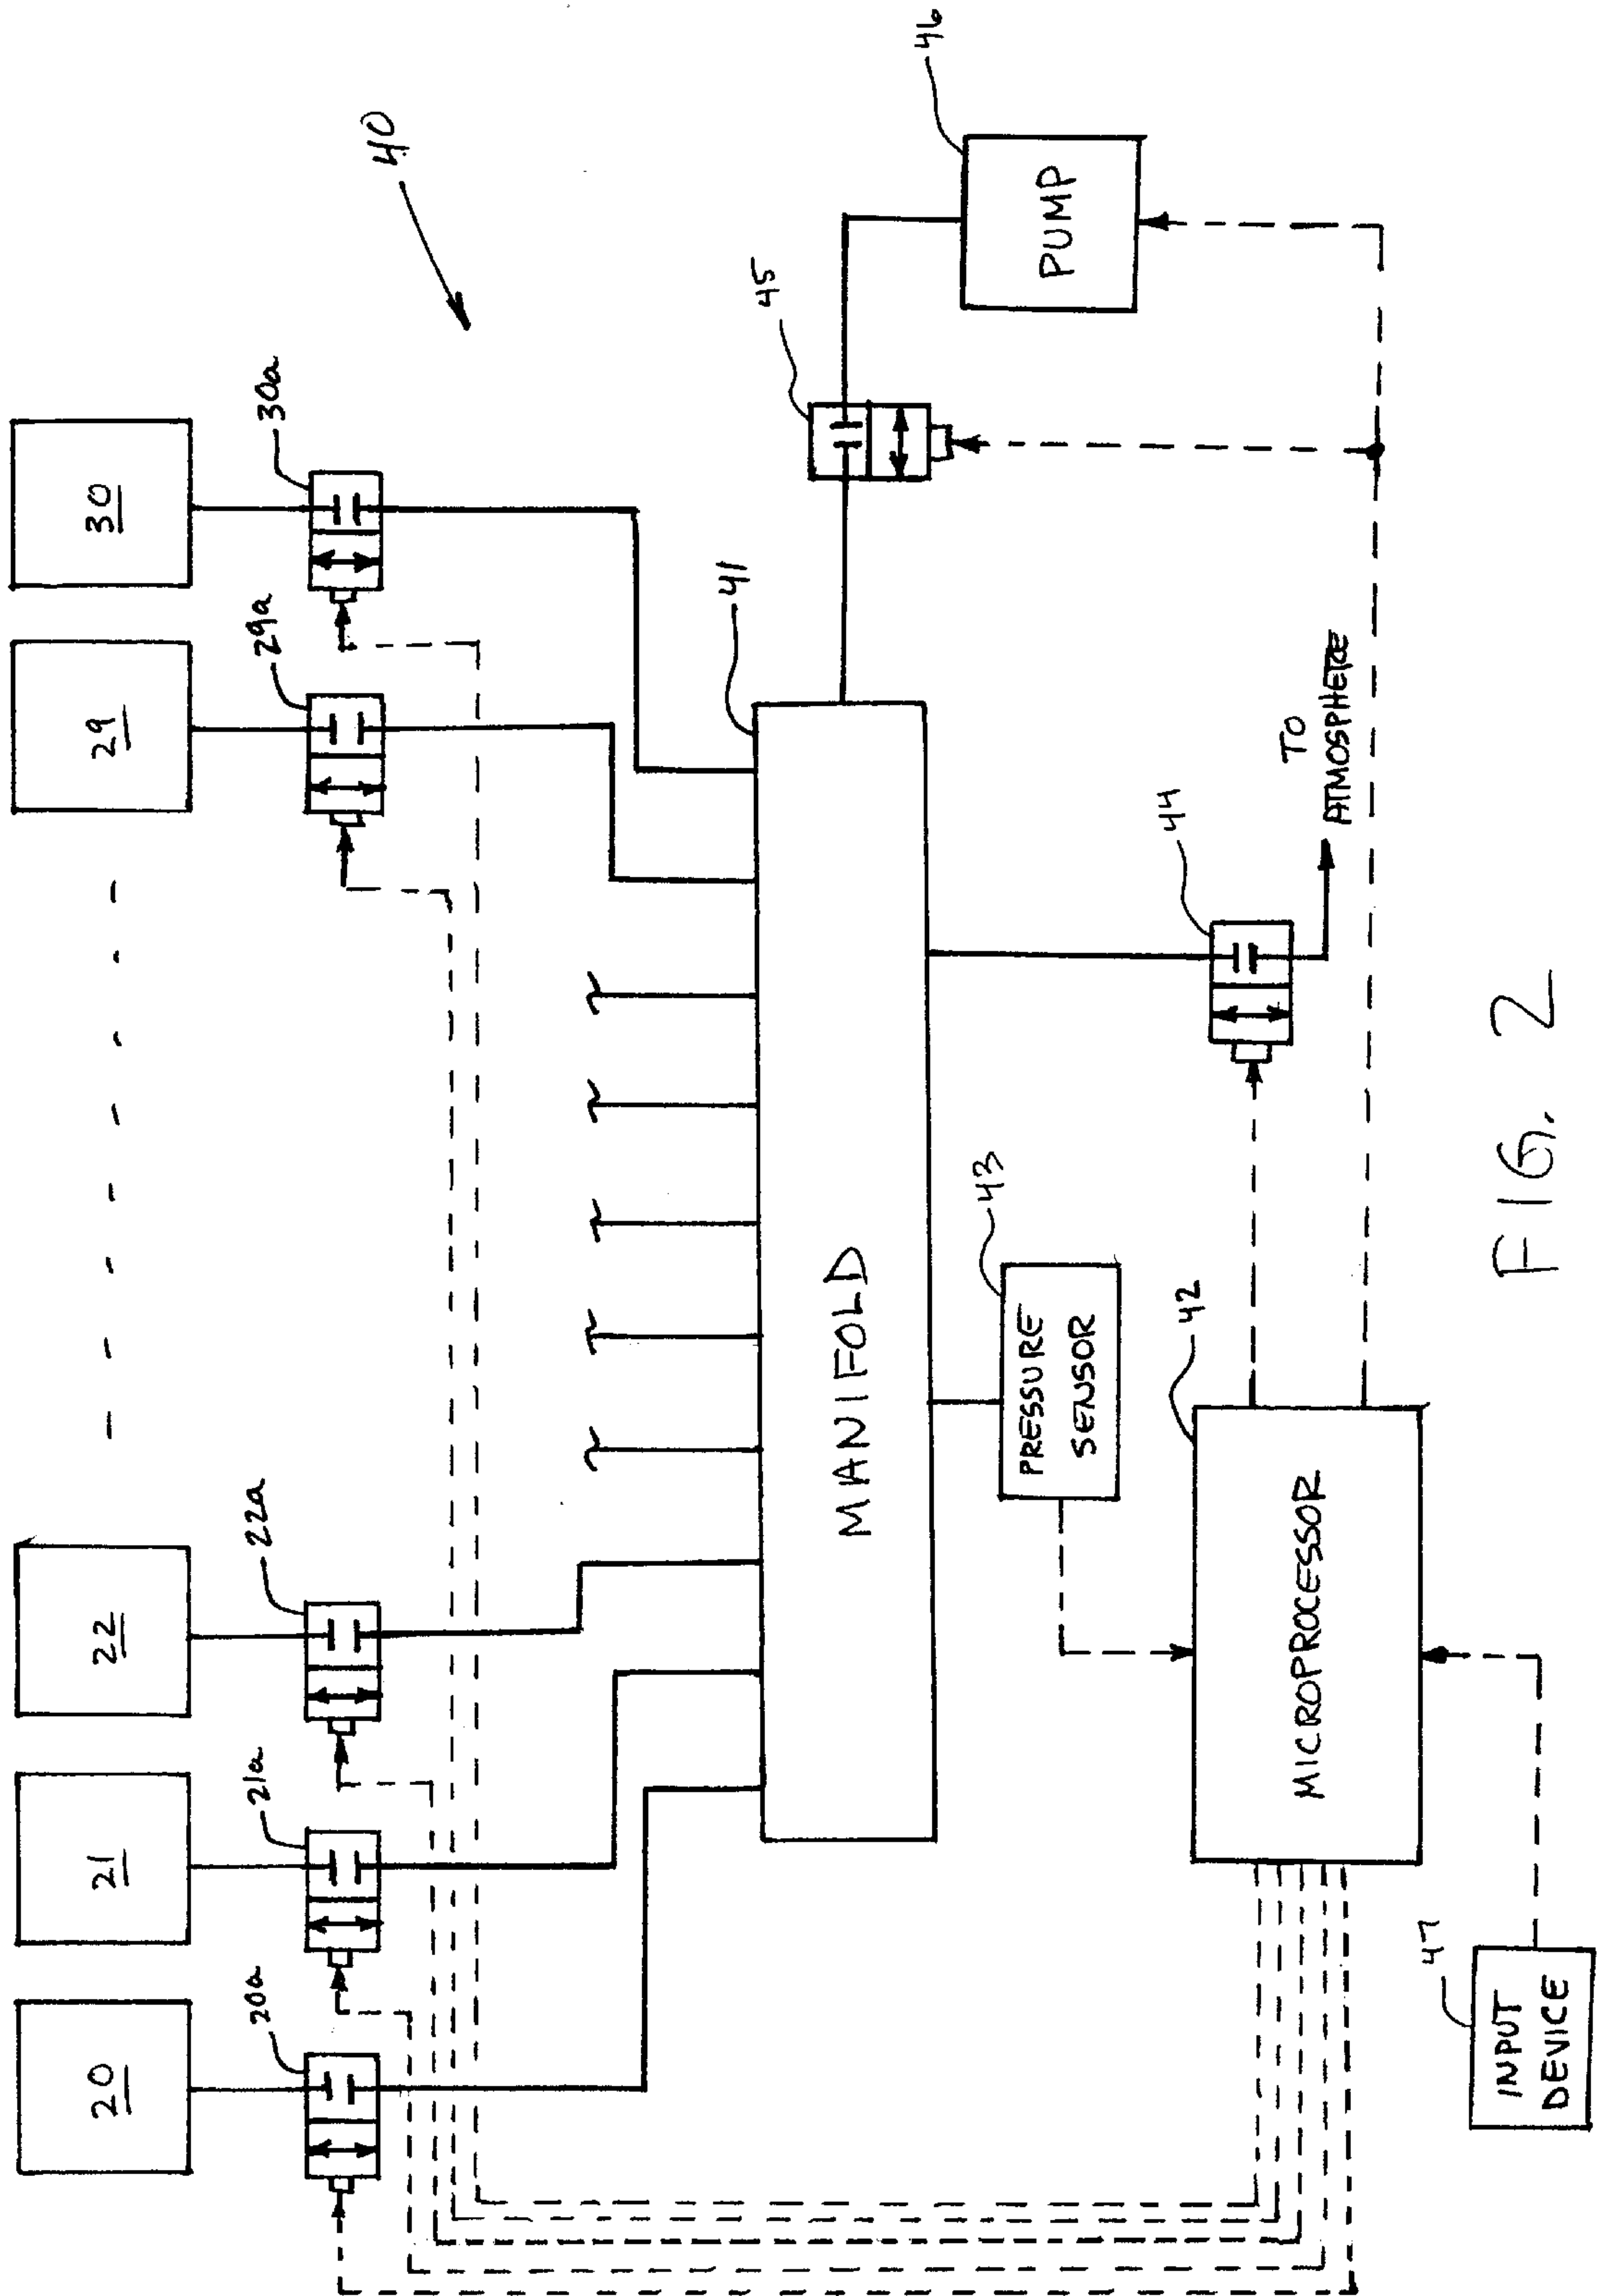 40
20
21
22
29
30
20a
21a
22a
29a
30a
41
MANIFOLD
45
46
PUMP
43
PRESSURE
SENSOR
44
TO
ATMOSPHERE
42
MICROPROCESSOR
47
INPUT
DEVICE
FIG. 2